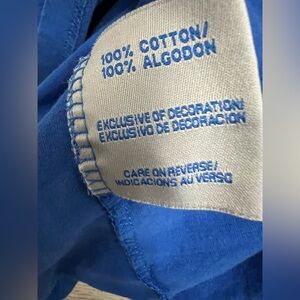 100% COTTON/
100% ALGODON
EXCLUSIVE OF DECORATION/
EXCLUSIVO DE DECORACION
CARE ON REVERSE/
INDICACIONS AU VERSO